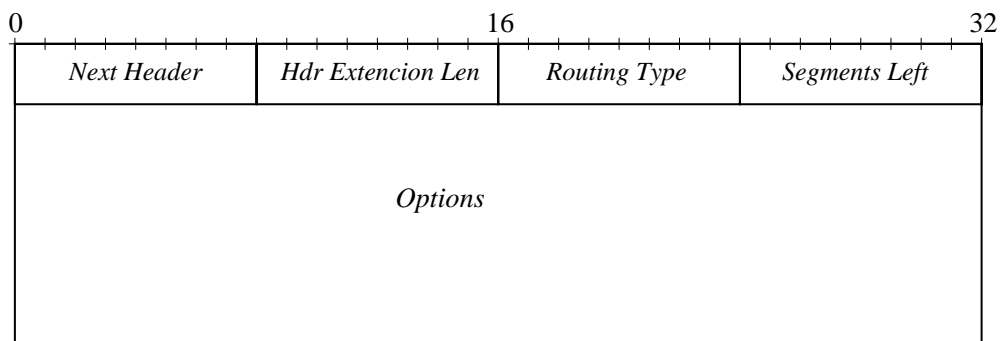 0 16 32
Next Header Hdr Extencion Len Routing Type Segments Left
Options